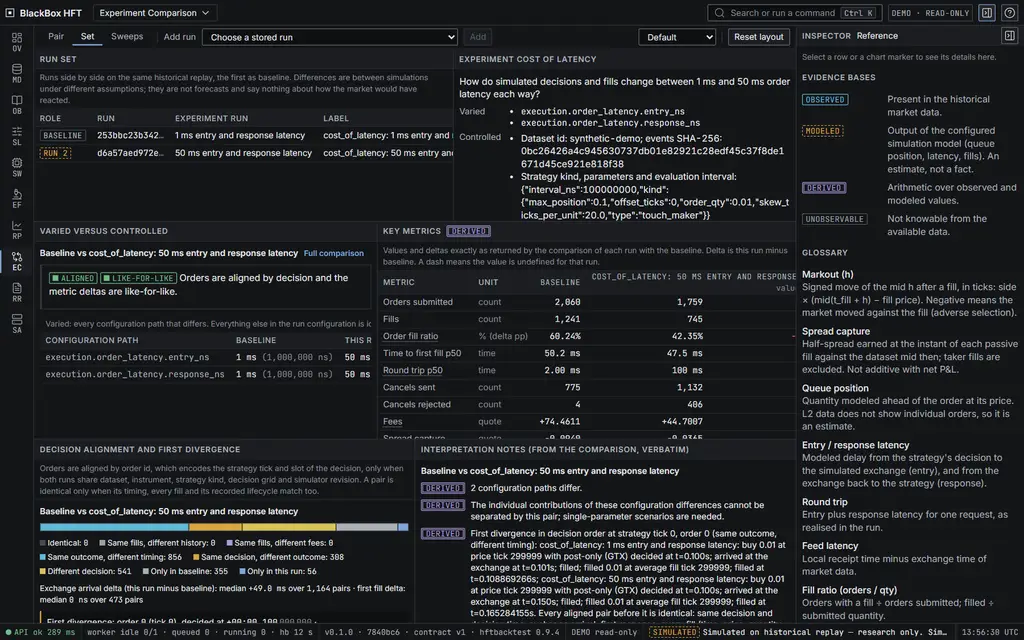 BlackBox HFT
Experiment Comparison
Search or run a command
Ctrl K
DEMO · READ-ONLY
Pair
Set
Sweeps
Add run
Choose a stored run
Add
Default
Reset layout
INSPECTOR Reference
OV
MD
OB
SL
SW
EF
RP
EC
RR
SA
RUN SET
Runs side by side on the same historical replay, the first as baseline. Differences are between simulations
under different assumptions; they are not forecasts and say nothing about how the market would have
reacted.
ROLE RUN EXPERIMENT RUN LABEL
BASELINE 253bbc23b342… 1 ms entry and response latency cost_of_latency: 1 ms entry and
RUN 2 d6a57aed972e… 50 ms entry and response latency cost_of_latency: 50 ms entry an
EXPERIMENT COST OF LATENCY
How do simulated decisions and fills change between 1 ms and 50 ms order
latency each way?
Varied
• execution.order_latency.entry_ns
• execution.order_latency.response_ns
Controlled
• Dataset id: synthetic-demo; events SHA-256:
0bc26426a4c945630737db01e82921c28edf45c37f8de1
671d45ce921e818f38
• Strategy kind, parameters and evaluation interval:
{"interval_ns":100000000,"kind":
{"max_position":0.1,"offset_ticks":0,"order_qty":0.01,"skew_t
icks_per_unit":20.0,"type":"touch_maker"}}
VARIED VERSUS CONTROLLED
Baseline vs cost_of_latency: 50 ms entry and response latency Full comparison
ALIGNED LIKE-FOR-LIKE Orders are aligned by decision and the
metric deltas are like-for-like.
Varied: every configuration path that differs. Everything else in the run configuration is
CONFIGURATION PATH BASELINE THIS R
execution.order_latency.entry_ns 1 ms (1,000,000 ns) 50 ms
execution.order_latency.response_ns 1 ms (1,000,000 ns) 50 ms
KEY METRICS DERIVED
Values and deltas exactly as returned by the comparison of each run with the baseline. Delta is this run minus
baseline. A dash means the value is undefined for that run.
METRIC UNIT BASELINE COST_OF_LATENCY: 50 MS ENTRY AND RESPONSE
Orders submitted count 2,060 1,759
Fills count 1,241 745
Order fill ratio % (delta pp) 60.24% 42.35%
Time to first fill p50 time 50.2 ms 47.5 ms
Round trip p50 time 2.00 ms 100 ms
Cancels sent count 775 1,132
Cancels rejected count 4 406
Fees quote +74.4611 +44.7007
Spread capture quote
DECISION ALIGNMENT AND FIRST DIVERGENCE
Orders are aligned by order id, which encodes the strategy tick and slot of the decision, only when
both runs share dataset, instrument, strategy kind, decision grid and simulator revision. A pair is
identical only when its timing, every fill and its recorded lifecycle match too.
Baseline vs cost_of_latency: 50 ms entry and response latency
Identical: 0 Same fills, different history: 0 Same fills, different fees: 0
Same outcome, different timing: 856 Same decision, different outcome: 308
Different decision: 541 Only in baseline: 355 Only in this run: 56
Exchange arrival delta (this run minus baseline): median +49.0 ms over 1,164 pairs · first fill delta:
median 0 ms over 473 pairs
INTERPRETATION NOTES (FROM THE COMPARISON, VERBATIM)
Baseline vs cost_of_latency: 50 ms entry and response latency
DERIVED 2 configuration paths differ.
DERIVED The individual contributions of these configuration differences cannot be
separated by this pair; single-parameter scenarios are needed.
DERIVED First divergence in decision order at strategy tick 0, order 0 (same outcome,
different timing): cost_of_latency: 1 ms entry and response latency: buy 0.01 at
price tick 299999 with post-only (GTX) decided at t=0.100s; arrived at the
exchange at t=0.101s; filled; filled 0.01 at average fill tick 299999; filled at
t=0.108869266s; cost_of_latency: 50 ms entry and response latency: buy 0.01
at price tick 299999 with post-only (GTX) decided at t=0.100s; arrived at the
exchange at t=0.150s; filled; filled 0.01 at average fill tick 299999; filled at
t=0.165284155s. Every aligned pair before it is identical: same decision and
Select a row or a chart marker to see its details here.
EVIDENCE BASES
OBSERVED Present in the historical
market data.
MODELED Output of the configured
simulation model (queue
position, latency, fills). An
estimate, not a fact.
DERIVED Arithmetic over observed and
modeled values.
UNOBSERVABLE Not knowable from the
available data.
GLOSSARY
Markout (h)
Signed move of the mid h after a fill, in ticks: side
× (mid(t_fill + h) − fill price). Negative means the
market moved against the fill (adverse selection).
Spread capture
Half-spread earned at the instant of each passive
fill against the dataset mid then; taker fills are
excluded. Not additive with net P&L.
Queue position
Quantity modeled ahead of the order at its price.
L2 data does not show individual orders, so it is
an estimate.
Entry / response latency
Modeled delay from the strategy's decision to
the simulated exchange (entry), and from the
exchange back to the strategy (response).
Round trip
Entry plus response latency for one request, as
realised in the run.
Feed latency
Local receipt time minus exchange time of
market data.
Fill ratio (orders / qty)
Orders with a fill ÷ orders submitted; filled ÷
submitted quantity.
API ok 289 ms worker idle 0/1 · queued 0 · running 0 · hb 12 s v0.1.0 · 7840bc6 · contract v1 · hftbacktest 0.9.4 DEMO read-only SIMULATED Simulated on historical replay — research only. Sim… 13:56:30 UTC